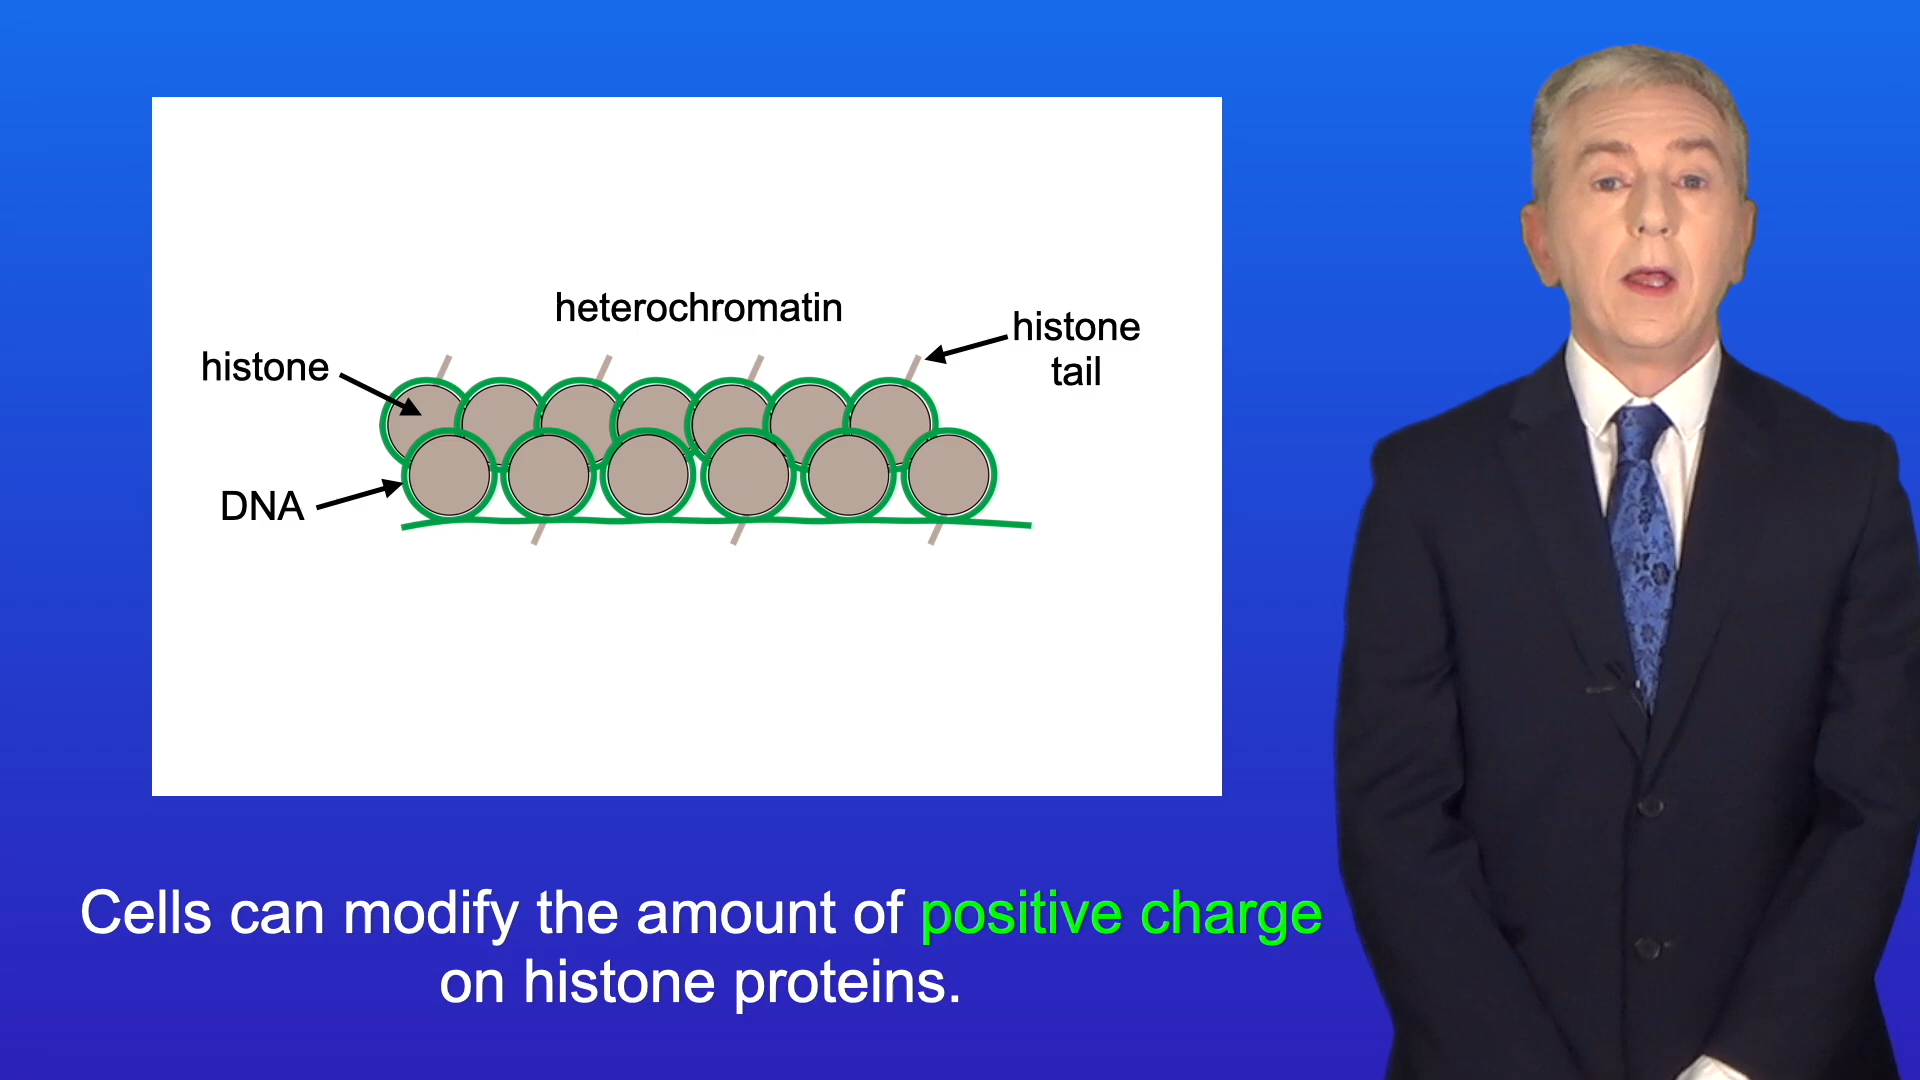 heterochromatin
histone
tail
histone
DNA
Cells can modify the amount of positive charge
on histone proteins.